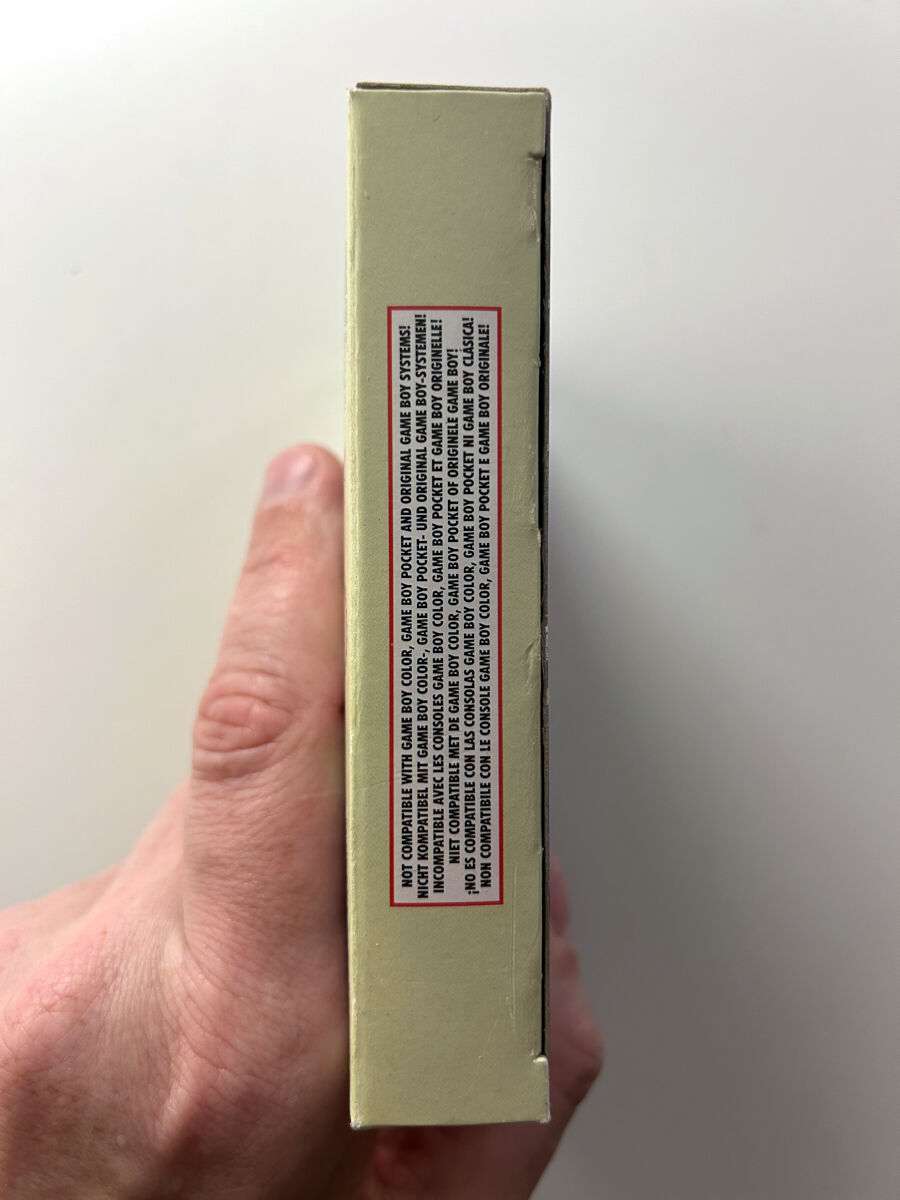 NOT COMPATIBLE WITH GAME BOY COLOR, GAME BOY POCKET AND ORIGINAL GAME BOY SYSTEMS!
NICHT KOMPATIBEL MIT GAME BOY COLOR-, GAME BOY POCKET- UND ORIGINAL GAME BOY-SYSTEMEN!
INCOMPATIBLE AVEC LES CONSOLES GAME BOY COLOR, GAME BOY POCKET ET GAME BOY ORIGINELLE!
NIET COMPATIBLE MET DE GAME BOY COLOR, GAME BOY POCKET OF ORIGINELE GAME BOY!
¡NO ES COMPATIBLE CON LAS CONSOLAS GAME BOY COLOR, GAME BOY POCKET NI GAME BOY CLÁSICA!
NON COMPATIBILE CON LE CONSOLE GAME BOY COLOR, GAME BOY POCKET E GAME BOY ORIGINALE!